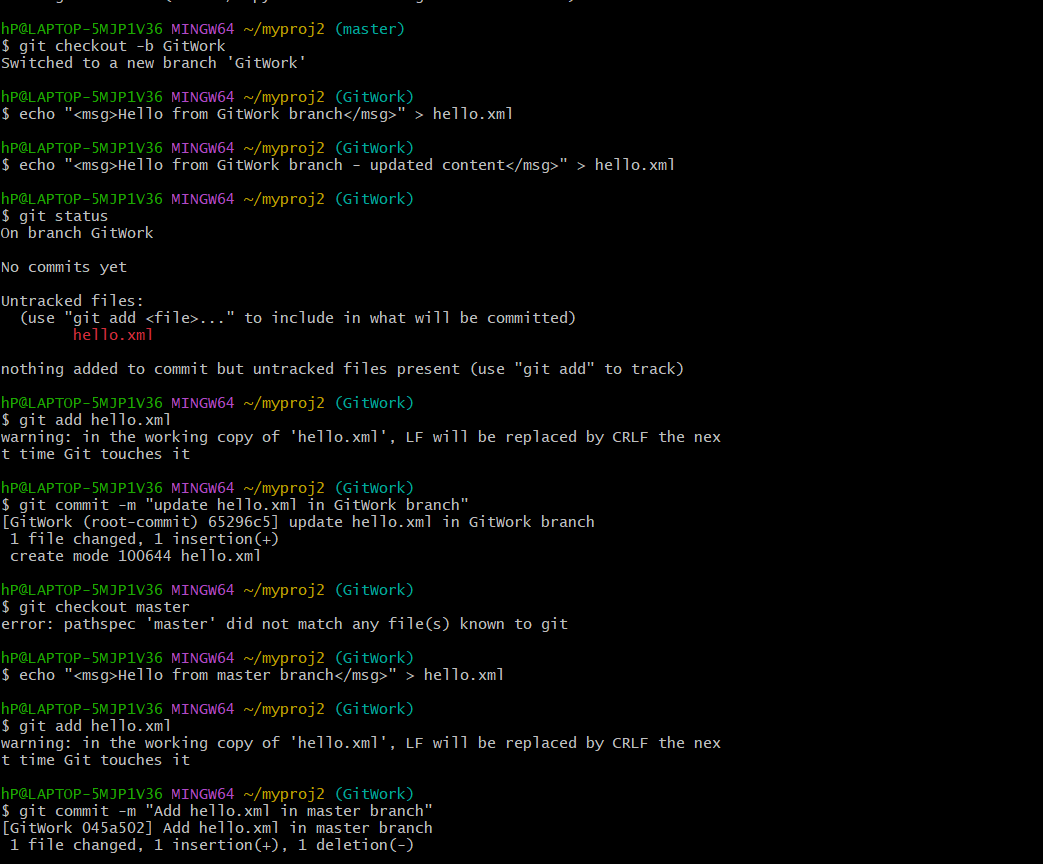 hP@LAPTOP-5MJP1V36 MINGW64 ~/myproj2 (master)
$ git checkout -b GitWork
Switched to a new branch 'GitWork'

hP@LAPTOP-5MJP1V36 MINGW64 ~/myproj2 (GitWork)
$ echo "<msg>Hello from GitWork branch</msg>" > hello.xml

hP@LAPTOP-5MJP1V36 MINGW64 ~/myproj2 (GitWork)
$ echo "<msg>Hello from GitWork branch - updated content</msg>" > hello.xml

hP@LAPTOP-5MJP1V36 MINGW64 ~/myproj2 (GitWork)
$ git status
On branch GitWork

No commits yet

Untracked files:
  (use "git add <file>..." to include in what will be committed)
        hello.xml

nothing added to commit but untracked files present (use "git add" to track)

hP@LAPTOP-5MJP1V36 MINGW64 ~/myproj2 (GitWork)
$ git add hello.xml
warning: in the working copy of 'hello.xml', LF will be replaced by CRLF the nex
t time Git touches it

hP@LAPTOP-5MJP1V36 MINGW64 ~/myproj2 (GitWork)
$ git commit -m "update hello.xml in GitWork branch"
[GitWork (root-commit) 65296c5] update hello.xml in GitWork branch
 1 file changed, 1 insertion(+)
 create mode 100644 hello.xml

hP@LAPTOP-5MJP1V36 MINGW64 ~/myproj2 (GitWork)
$ git checkout master
error: pathspec 'master' did not match any file(s) known to git

hP@LAPTOP-5MJP1V36 MINGW64 ~/myproj2 (GitWork)
$ echo "<msg>Hello from master branch</msg>" > hello.xml

hP@LAPTOP-5MJP1V36 MINGW64 ~/myproj2 (GitWork)
$ git add hello.xml
warning: in the working copy of 'hello.xml', LF will be replaced by CRLF the nex
t time Git touches it

hP@LAPTOP-5MJP1V36 MINGW64 ~/myproj2 (GitWork)
$ git commit -m "Add hello.xml in master branch"
[GitWork 045a502] Add hello.xml in master branch
 1 file changed, 1 insertion(+), 1 deletion(-)